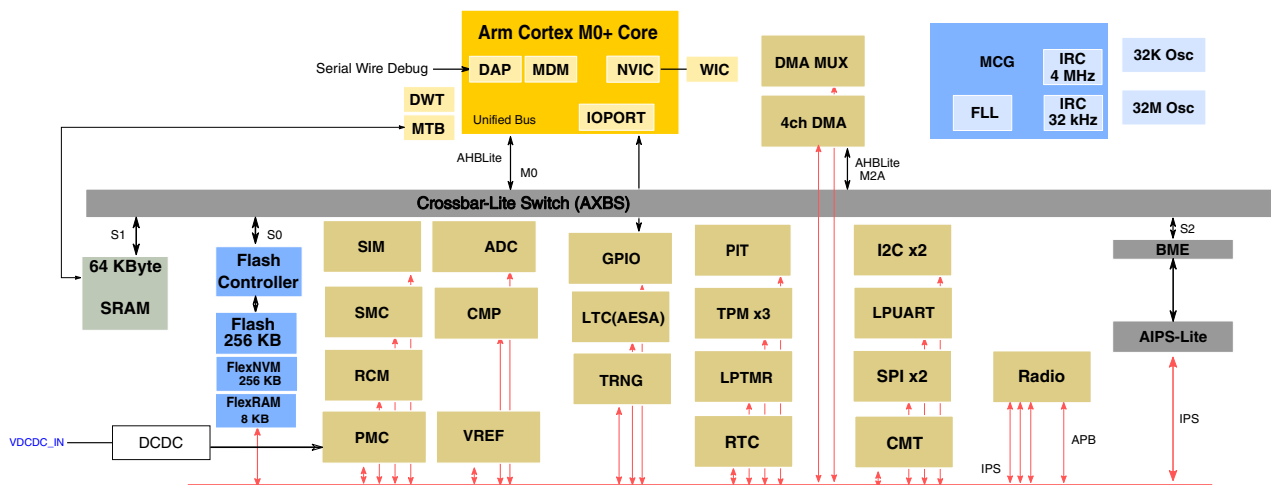 Arm Cortex M0+ Core
Serial Wire Debug
DAP
MDM
NVIC
WIC
DWT
MTB
Unified Bus
IOPORT
DMA MUX
4ch DMA
MCG
IRC
4 MHz
FLL
IRC
32 kHz
32K Osc
32M Osc
AHBLite
M0
AHBLite
M2A
Crossbar-Lite Switch (AXBS)
S1
S0
S2
64 KByte
SRAM
Flash
Controller
Flash
256 KB
FlexNVM
256 KB
FlexRAM
8 KB
SIM
SMC
RCM
PMC
ADC
CMP
VREF
GPIO
LTC(AESA)
TRNG
PIT
TPM x3
LPTMR
RTC
I2C x2
LPUART
SPI x2
CMT
Radio
IPS
APB
BME
AIPS-Lite
IPS
VDCDC_IN
DCDC